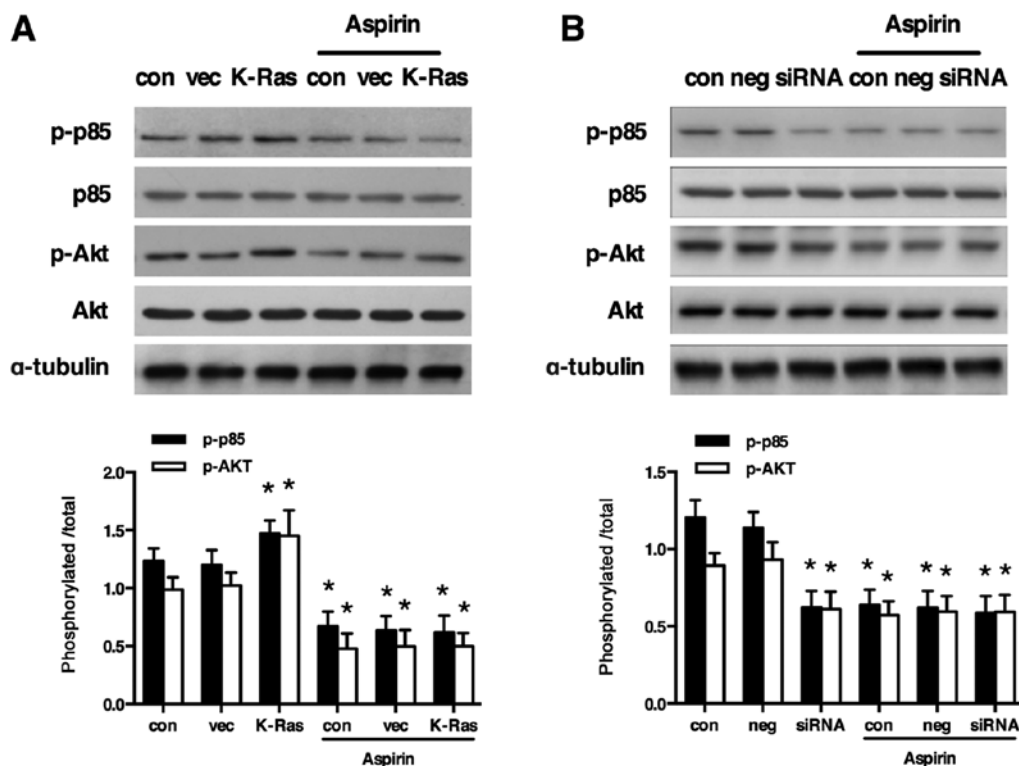 A
Aspirin
con vec K-Ras con vec K-Ras
p-p85
p85
p-Akt
Akt
α-tubulin
p-p85
p-AKT
Phosphorylated /total
2.0
1.5
1.0
0.5
0.0
* *
* * * * * *
con vec K-Ras con vec K-Ras
Aspirin
B
Aspirin
con neg siRNA con neg siRNA
p-p85
p85
p-Akt
Akt
α-tubulin
p-p85
p-AKT
Phosphorylated /total
1.5
1.0
0.5
0.0
* * * * * * * *
con neg siRNA con neg siRNA
Aspirin